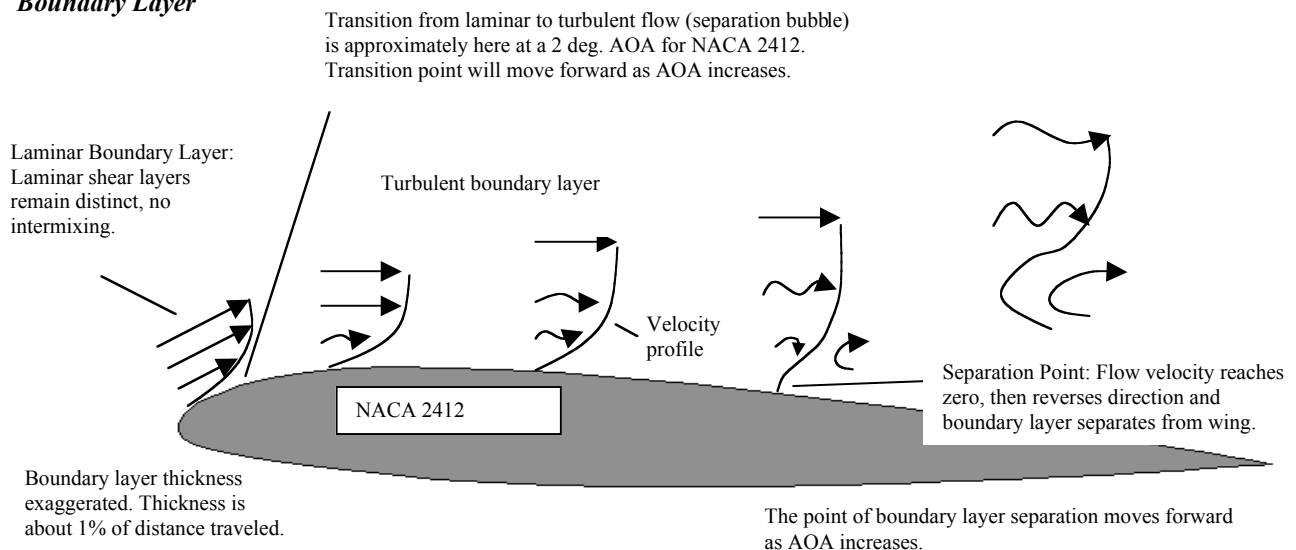 Boundary Layer
Transition from laminar to turbulent flow (separation bubble)
is approximately here at a 2 deg. AOA for NACA 2412.
Transition point will move forward as AOA increases.
Laminar Boundary Layer:
Laminar shear layers
remain distinct, no
intermixing.
Turbulent boundary layer
Velocity
profile
Separation Point: Flow velocity reaches
zero, then reverses direction and
boundary layer separates from wing.
NACA 2412
Boundary layer thickness
exaggerated. Thickness is
about 1% of distance traveled.
The point of boundary layer separation moves forward
as AOA increases.